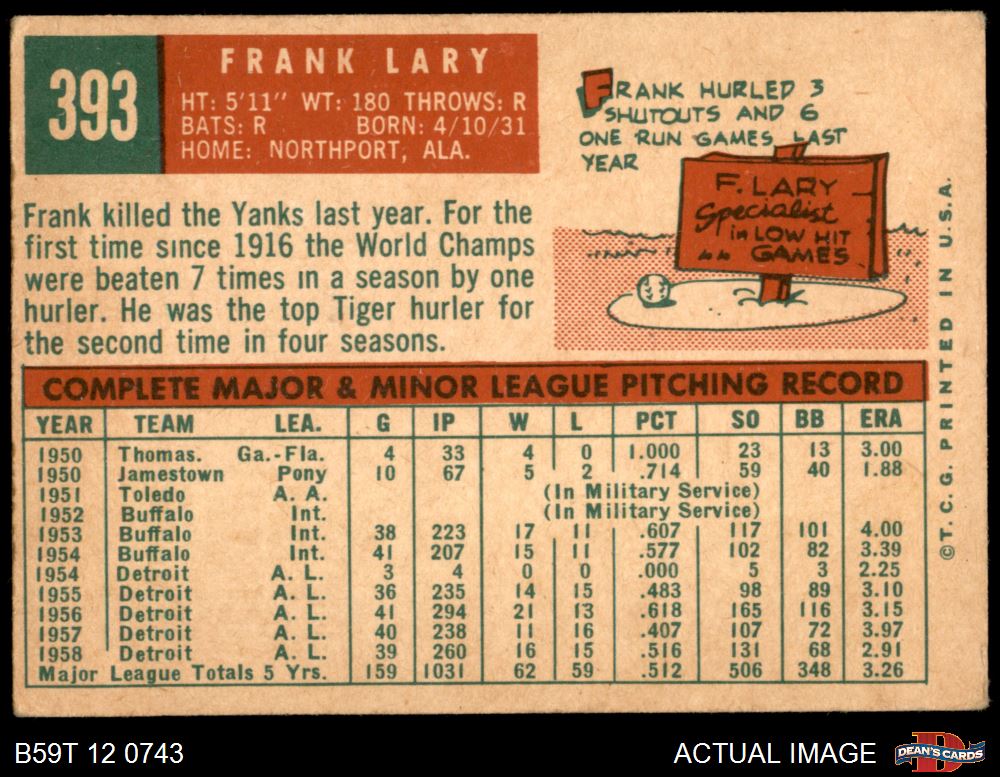 393
FRANK LARY
HT: 5'11" WT: 180 THROWS: R
BATS: R BORN: 4/10/31
HOME: NORTHPORT, ALA.
FRANK HURLED 3
SHUTOUTS AND 6
ONE RUN GAMES LAST
YEAR
F. LARY
Specialist
in LOW HIT
GAMES
Frank killed the Yanks last year. For the
first time since 1916 the World Champs
were beaten 7 times in a season by one
hurler. He was the top Tiger hurler for
the second time in four seasons.
COMPLETE MAJOR & MINOR LEAGUE PITCHING RECORD
YEAR TEAM LEA. G IP W L PCT SO BB ERA
1950 Thomas. Ga.-Fla. 4 33 4 0 1.000 23 13 3.00
1950 Jamestown Pony 10 67 5 2 .714 59 40 1.88
1951 Toledo A. A. (In Military Service)
1952 Buffalo Int. (In Military Service)
1953 Buffalo Int. 38 223 17 11 .607 117 101 4.00
1954 Buffalo Int. 41 207 15 11 .577 102 82 3.39
1954 Detroit A. L. 3 4 0 0 .000 5 3 2.25
1955 Detroit A. L. 36 235 14 15 .483 98 89 3.10
1956 Detroit A. L. 41 294 21 13 .618 165 116 3.15
1957 Detroit A. L. 40 238 11 16 .407 107 72 3.97
1958 Detroit A. L. 39 260 16 15 .516 131 68 2.91
Major League Totals 5 Yrs. 159 1031 62 59 .512 506 348 3.26
©T. C. G. PRINTED IN U.S.A.
B59T 12 0743
ACTUAL IMAGE
D
DEAN'S CARDS